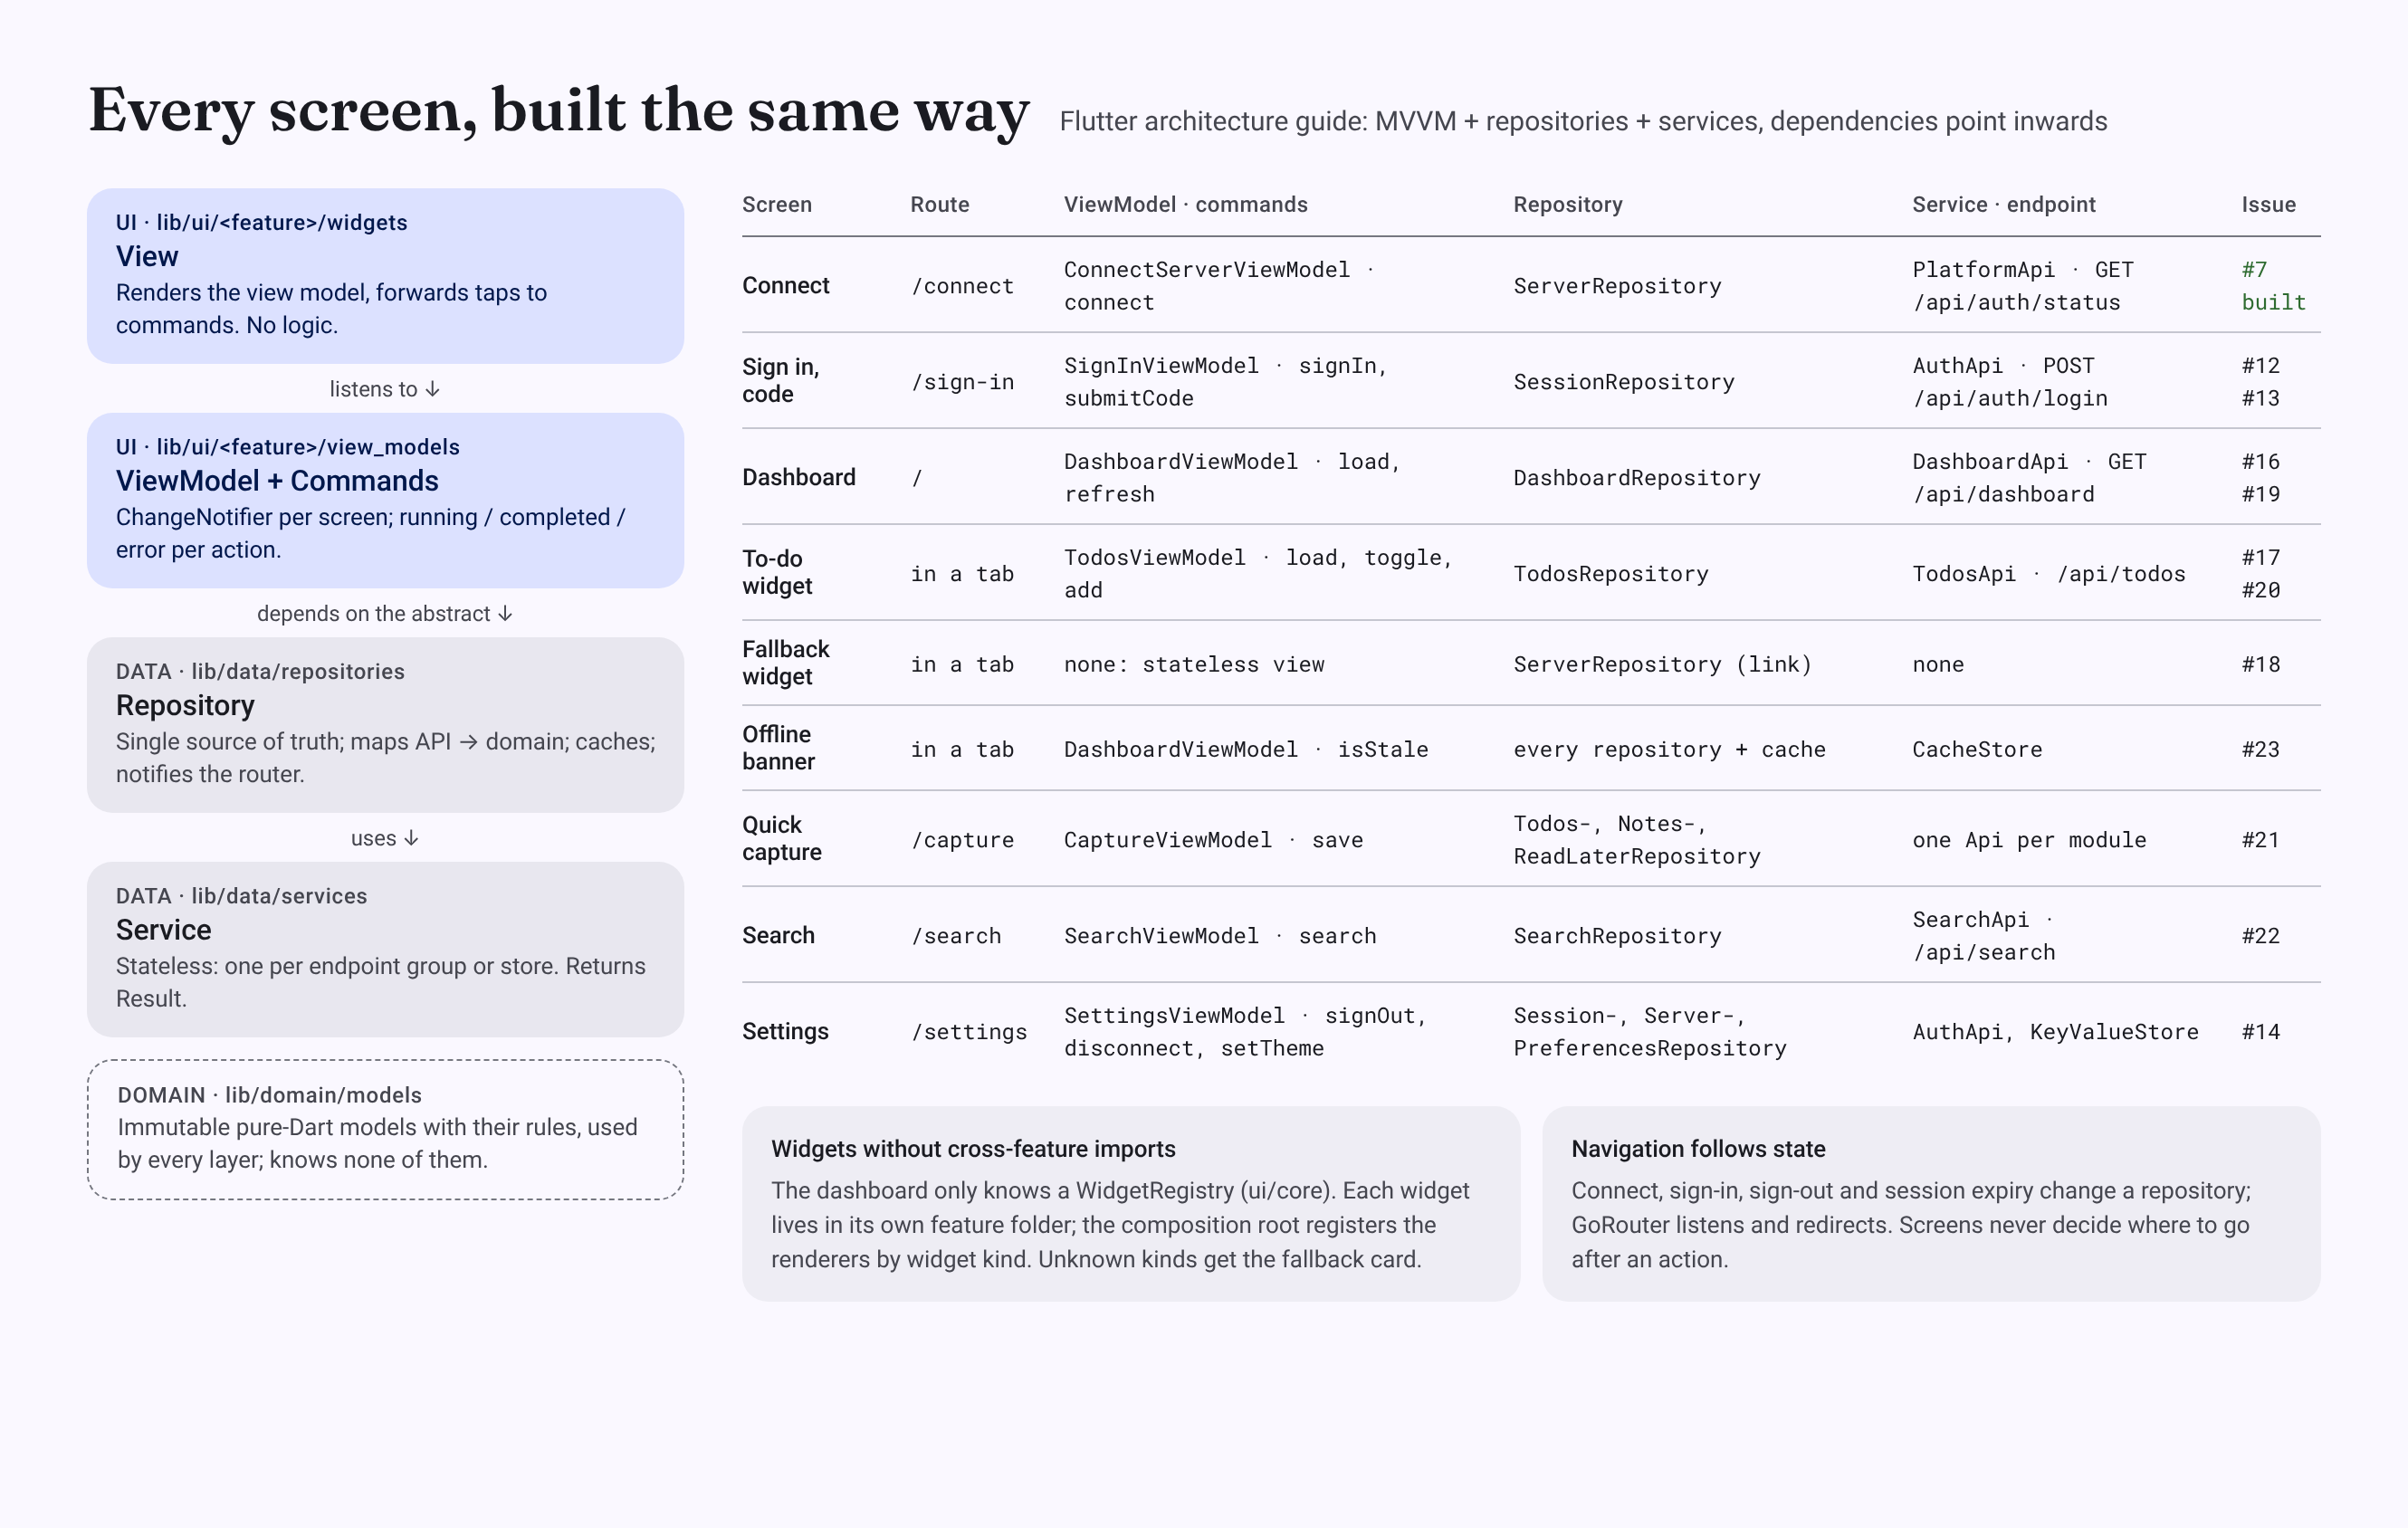 Every screen, built the same way
Flutter architecture guide: MVVM + repositories + services, dependencies point inwards
UI · lib/ui/<feature>/widgets
View
Renders the view model, forwards taps to
commands. No logic.
listens to ↓
UI · lib/ui/<feature>/view_models
ViewModel + Commands
ChangeNotifier per screen; running / completed /
error per action.
depends on the abstract ↓
DATA · lib/data/repositories
Repository
Single source of truth; maps API → domain; caches;
notifies the router.
uses ↓
DATA · lib/data/services
Service
Stateless: one per endpoint group or store. Returns
Result.
DOMAIN · lib/domain/models
Immutable pure-Dart models with their rules, used
by every layer; knows none of them.
Screen Route ViewModel · commands Repository Service · endpoint Issue
Connect /connect ConnectServerViewModel · ServerRepository PlatformApi · GET #7
connect /api/auth/status built
Sign in, /sign-in SignInViewModel · signIn, SessionRepository AuthApi · POST #12
code submitCode /api/auth/login #13
Dashboard / DashboardViewModel · load, DashboardRepository DashboardApi · GET #16
refresh /api/dashboard #19
To-do in a tab TodosViewModel · load, toggle, TodosRepository TodosApi · /api/todos #17
widget add #20
Fallback in a tab none: stateless view ServerRepository (link) none #18
widget
Offline in a tab DashboardViewModel · isStale every repository + cache CacheStore #23
banner
Quick /capture CaptureViewModel · save Todos-, Notes-, one Api per module #21
capture ReadLaterRepository
Search /search SearchViewModel · search SearchRepository SearchApi · #22
/api/search
Settings /settings SettingsViewModel · signOut, Session-, Server-, AuthApi, KeyValueStore #14
disconnect, setTheme PreferencesRepository
Widgets without cross-feature imports
The dashboard only knows a WidgetRegistry (ui/core). Each widget
lives in its own feature folder; the composition root registers the
renderers by widget kind. Unknown kinds get the fallback card.
Navigation follows state
Connect, sign-in, sign-out and session expiry change a repository;
GoRouter listens and redirects. Screens never decide where to go
after an action.